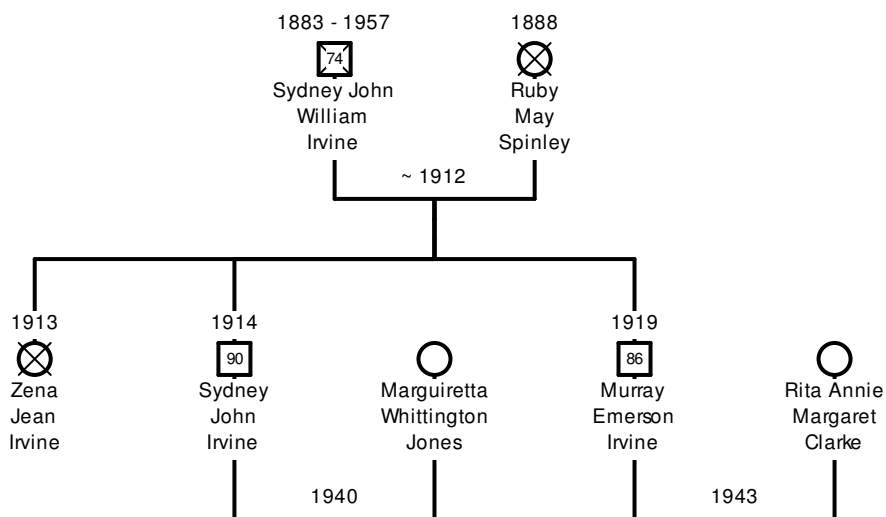 1883 - 1957
1888
74
Sydney John
William
Irvine
Ruby
May
Spinley
~ 1912
1913
1914
1919
90
86
Zena
Jean
Irvine
Sydney
John
Irvine
Marguiretta
Whittington
Jones
Murray
Emerson
Irvine
Rita Annie
Margaret
Clarke
1940
1943